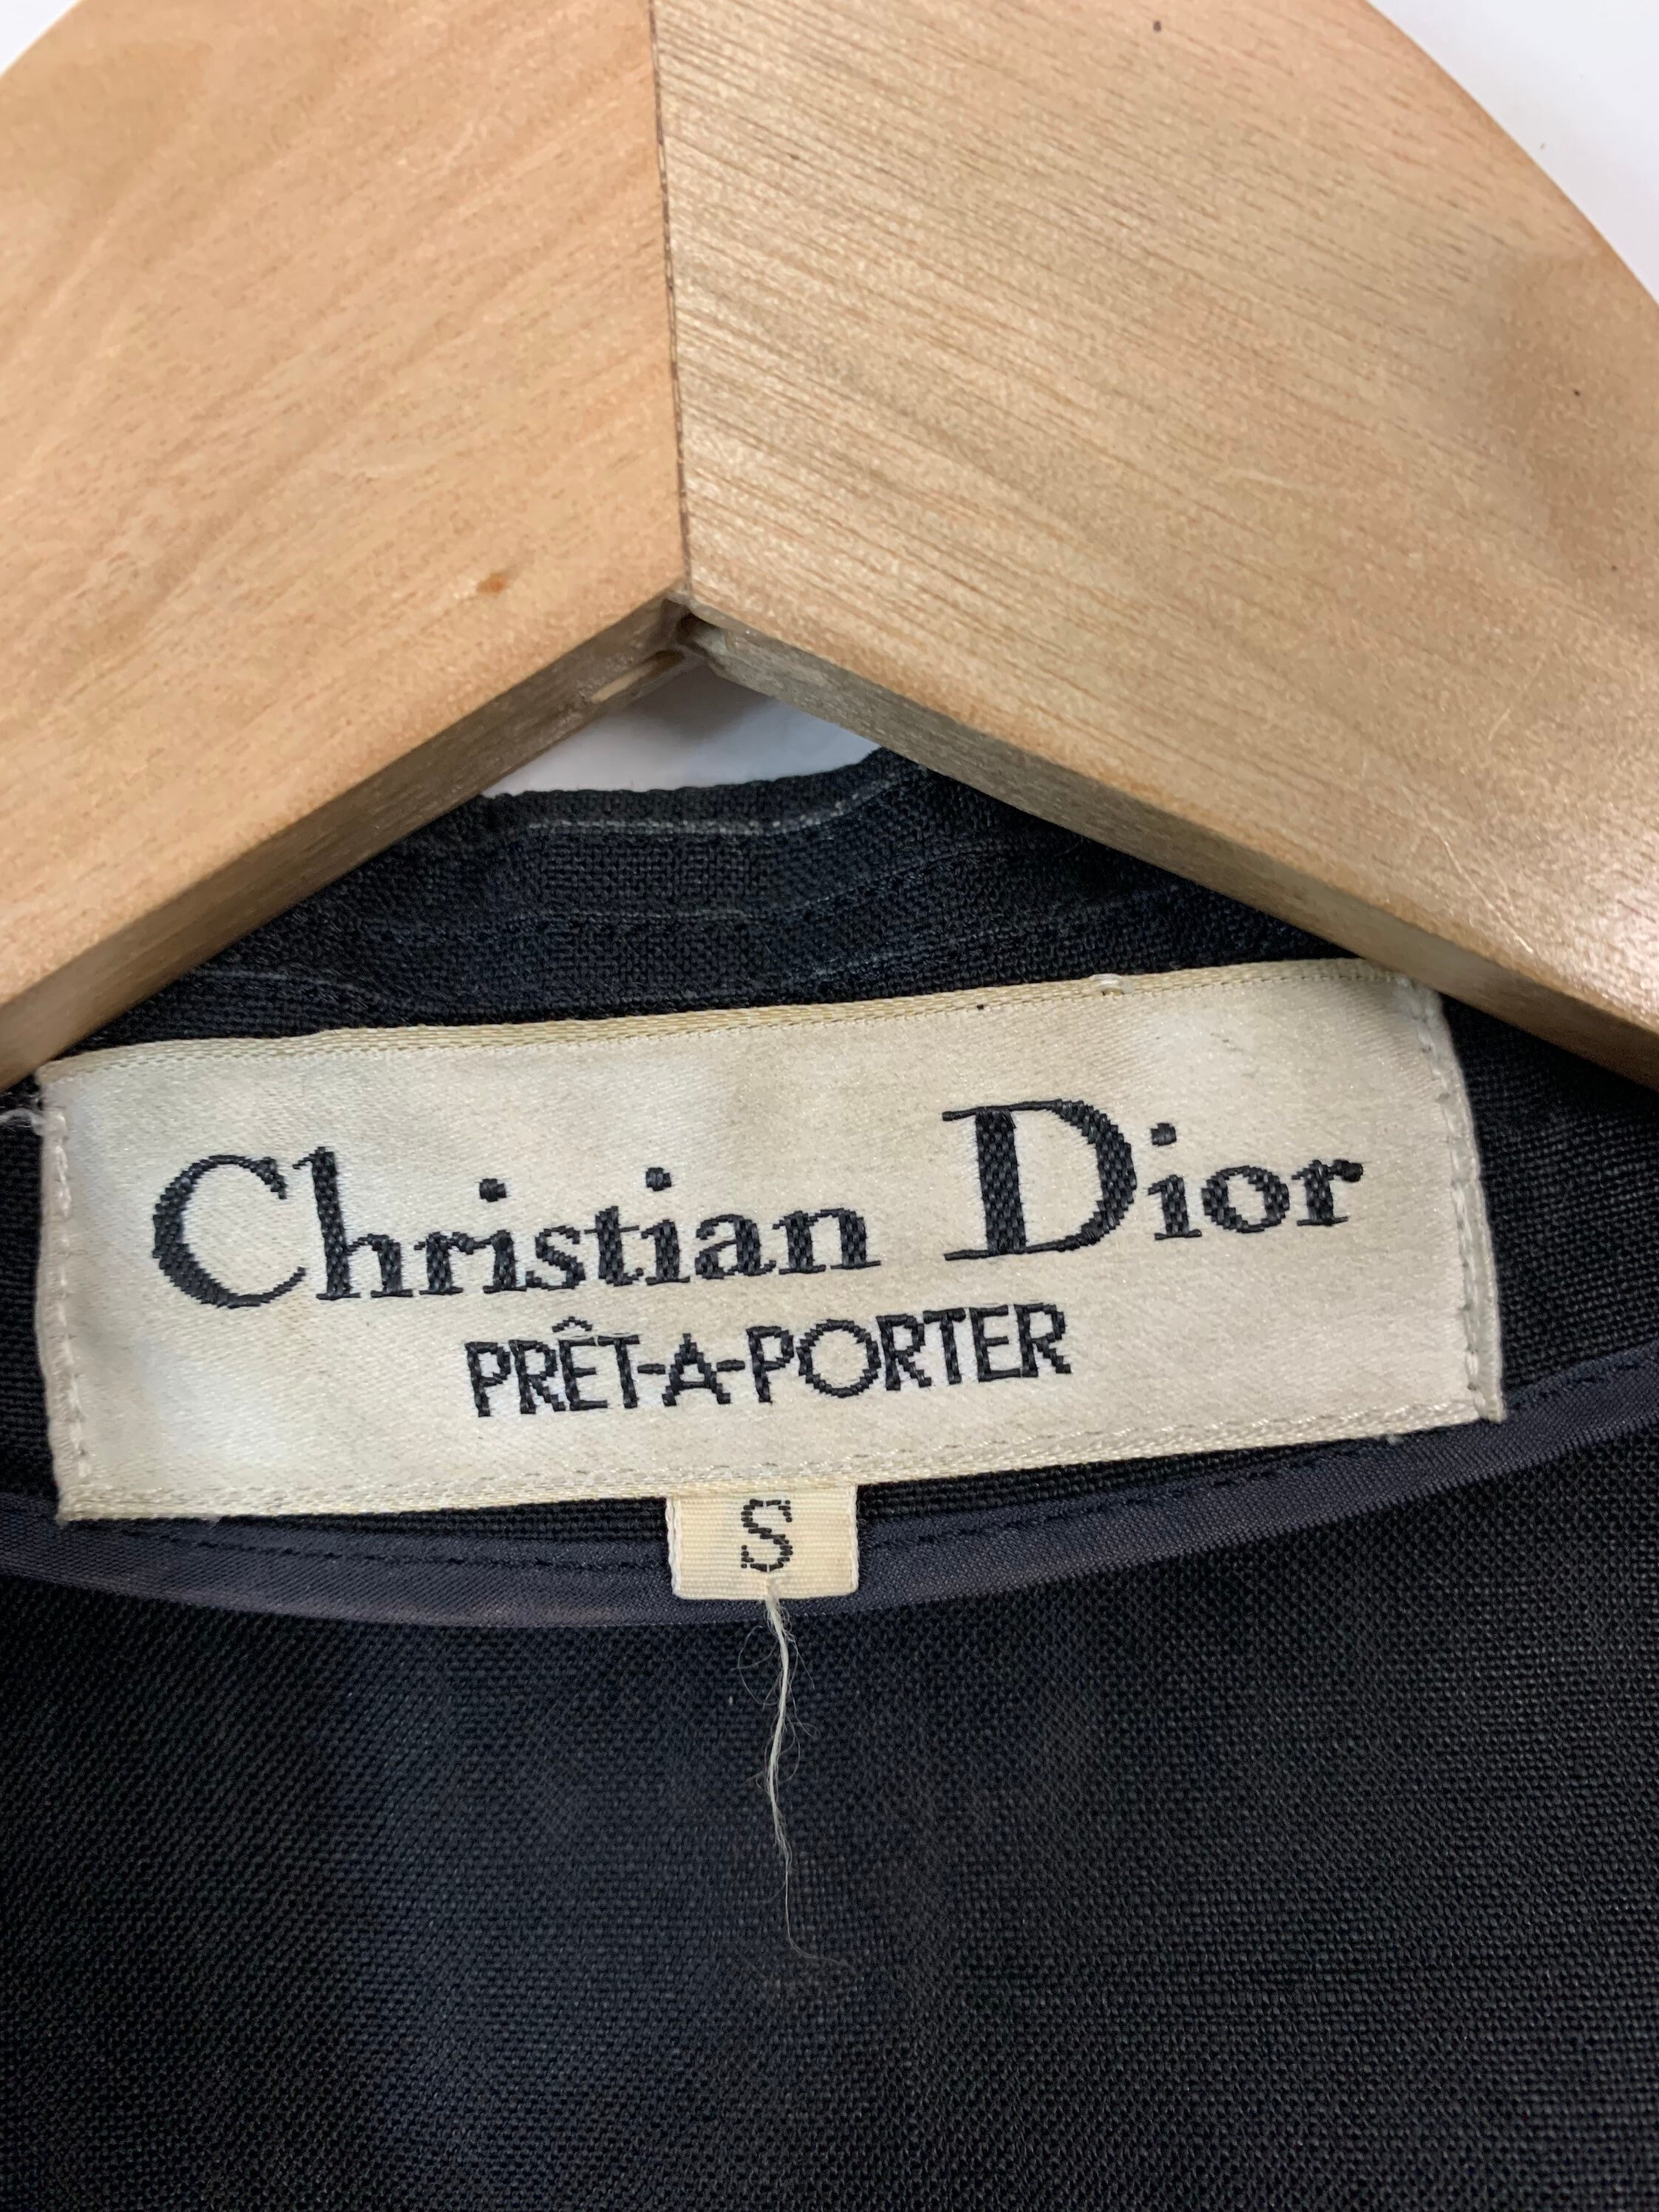 Christian Dior
PRÊT-A-PORTER
S